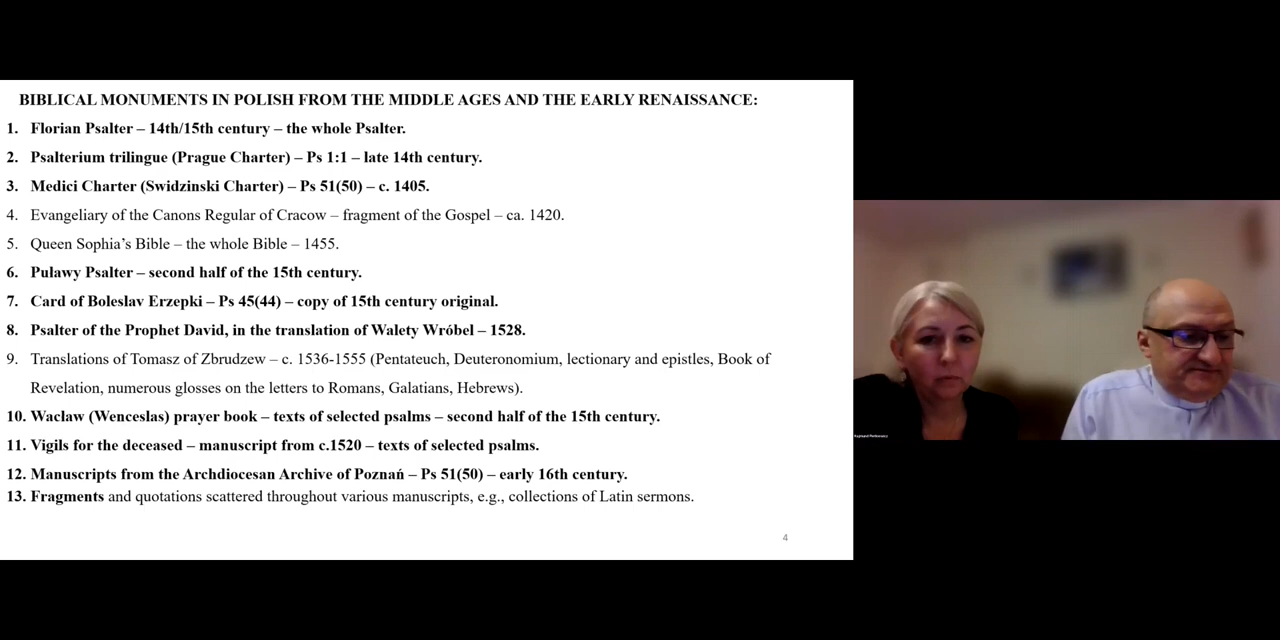 BIBLICAL MONUMENTS IN POLISH FROM THE MIDDLE AGES AND THE EARLY RENAISSANCE:
1. Florian Psalter – 14th/15th century – the whole Psalter.
2. Psalterium trilingue (Prague Charter) – Ps 1:1 – late 14th century.
3. Medici Charter (Swidzinski Charter) – Ps 51(50) – c. 1405.
4. Evangeliary of the Canons Regular of Cracow – fragment of the Gospel – ca. 1420.
5. Queen Sophia’s Bible – the whole Bible – 1455.
6. Puławy Psalter – second half of the 15th century.
7. Card of Boleslav Erzepki – Ps 45(44) – copy of 15th century original.
8. Psalter of the Prophet David, in the translation of Walety Wróbel – 1528.
9. Translations of Tomasz of Zbrudzew – c. 1536-1555 (Pentateuch, Deuteronomium, lectionary and epistles, Book of
Revelation, numerous glosses on the letters to Romans, Galatians, Hebrews).
10. Wacław (Wenceslas) prayer book – texts of selected psalms – second half of the 15th century.
11. Vigils for the deceased – manuscript from c.1520 – texts of selected psalms.
12. Manuscripts from the Archdiocesan Archive of Poznań – Ps 51(50) – early 16th century.
13. Fragments and quotations scattered throughout various manuscripts, e.g., collections of Latin sermons.
4